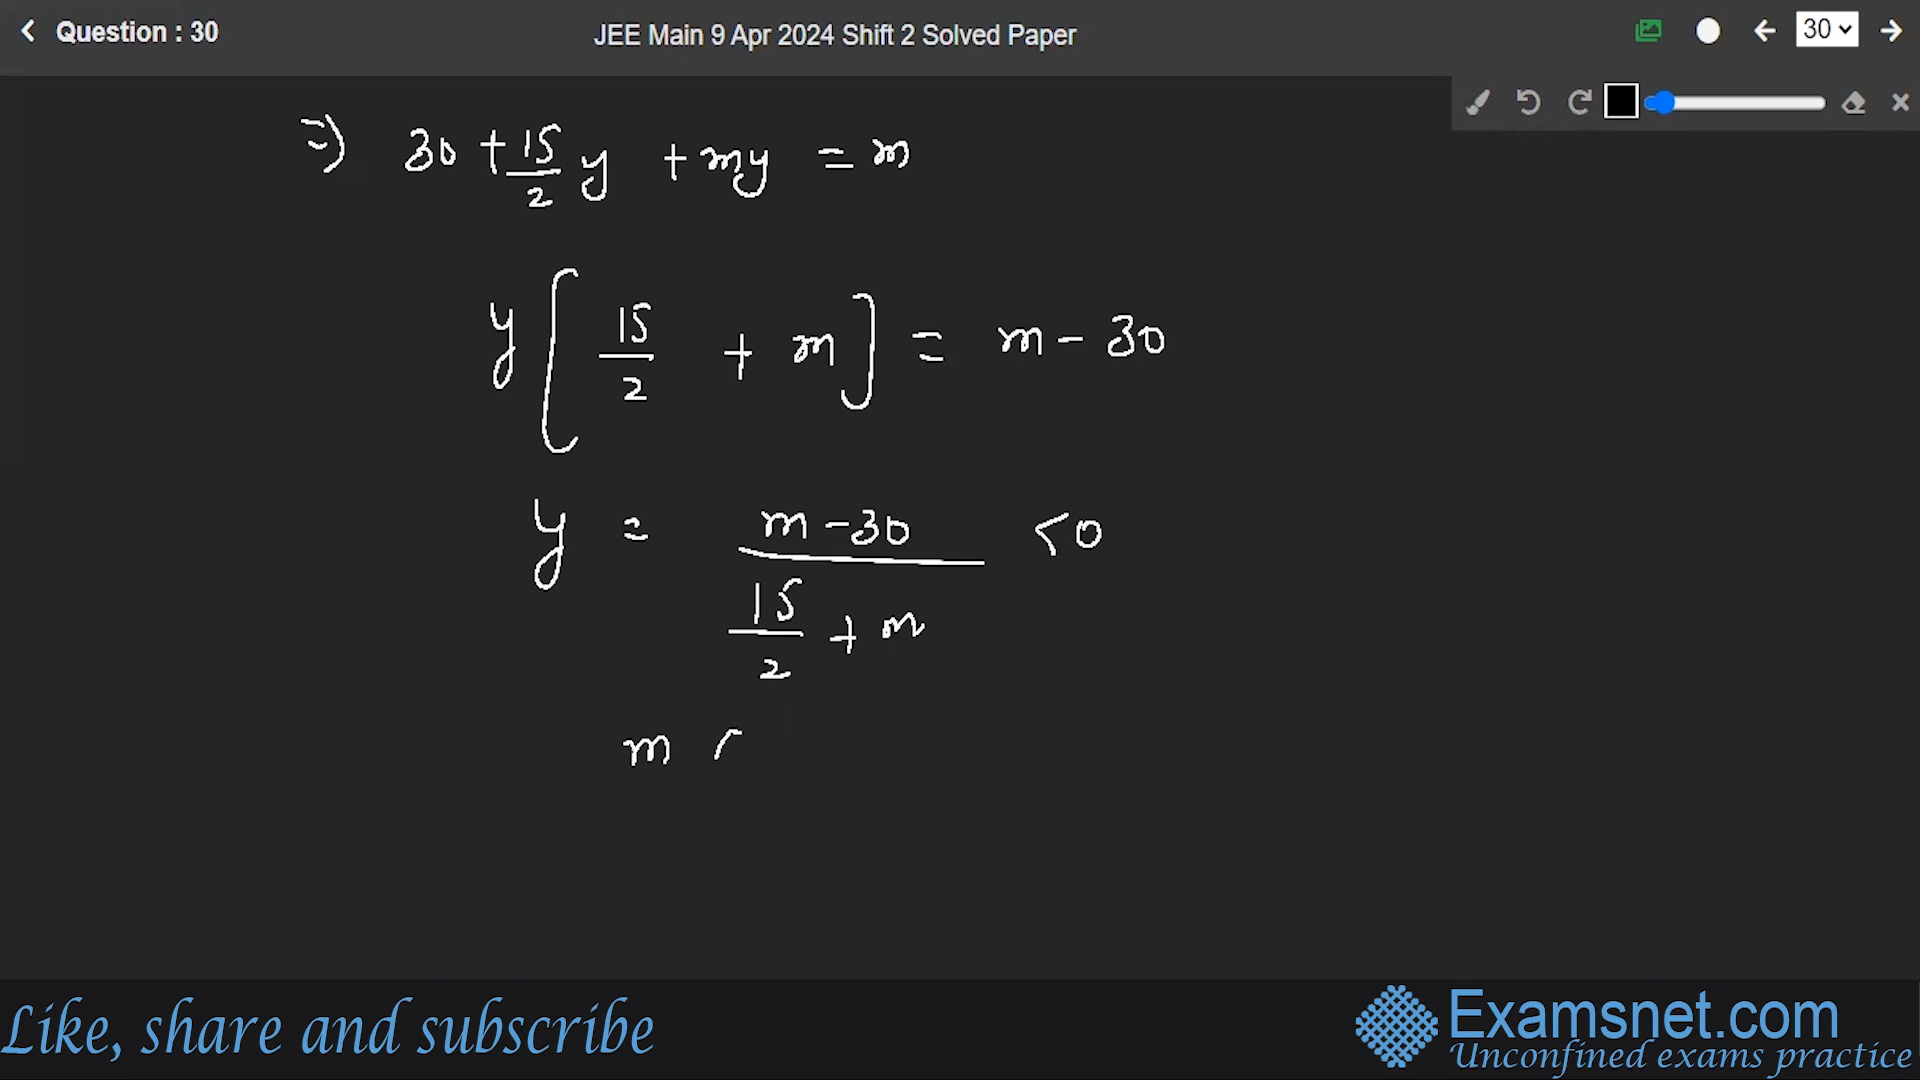 Question : 30
JEE Main 9 Apr 2024 Shift 2 Solved Paper
30
=) 30 + 15/2 y + my = m
y [ 15/2 + m ] = m - 30
y = m - 30 / 15/2 + m < 0
m (
Like, share and subscribe
Examsnet.com
Unconfined exams practice